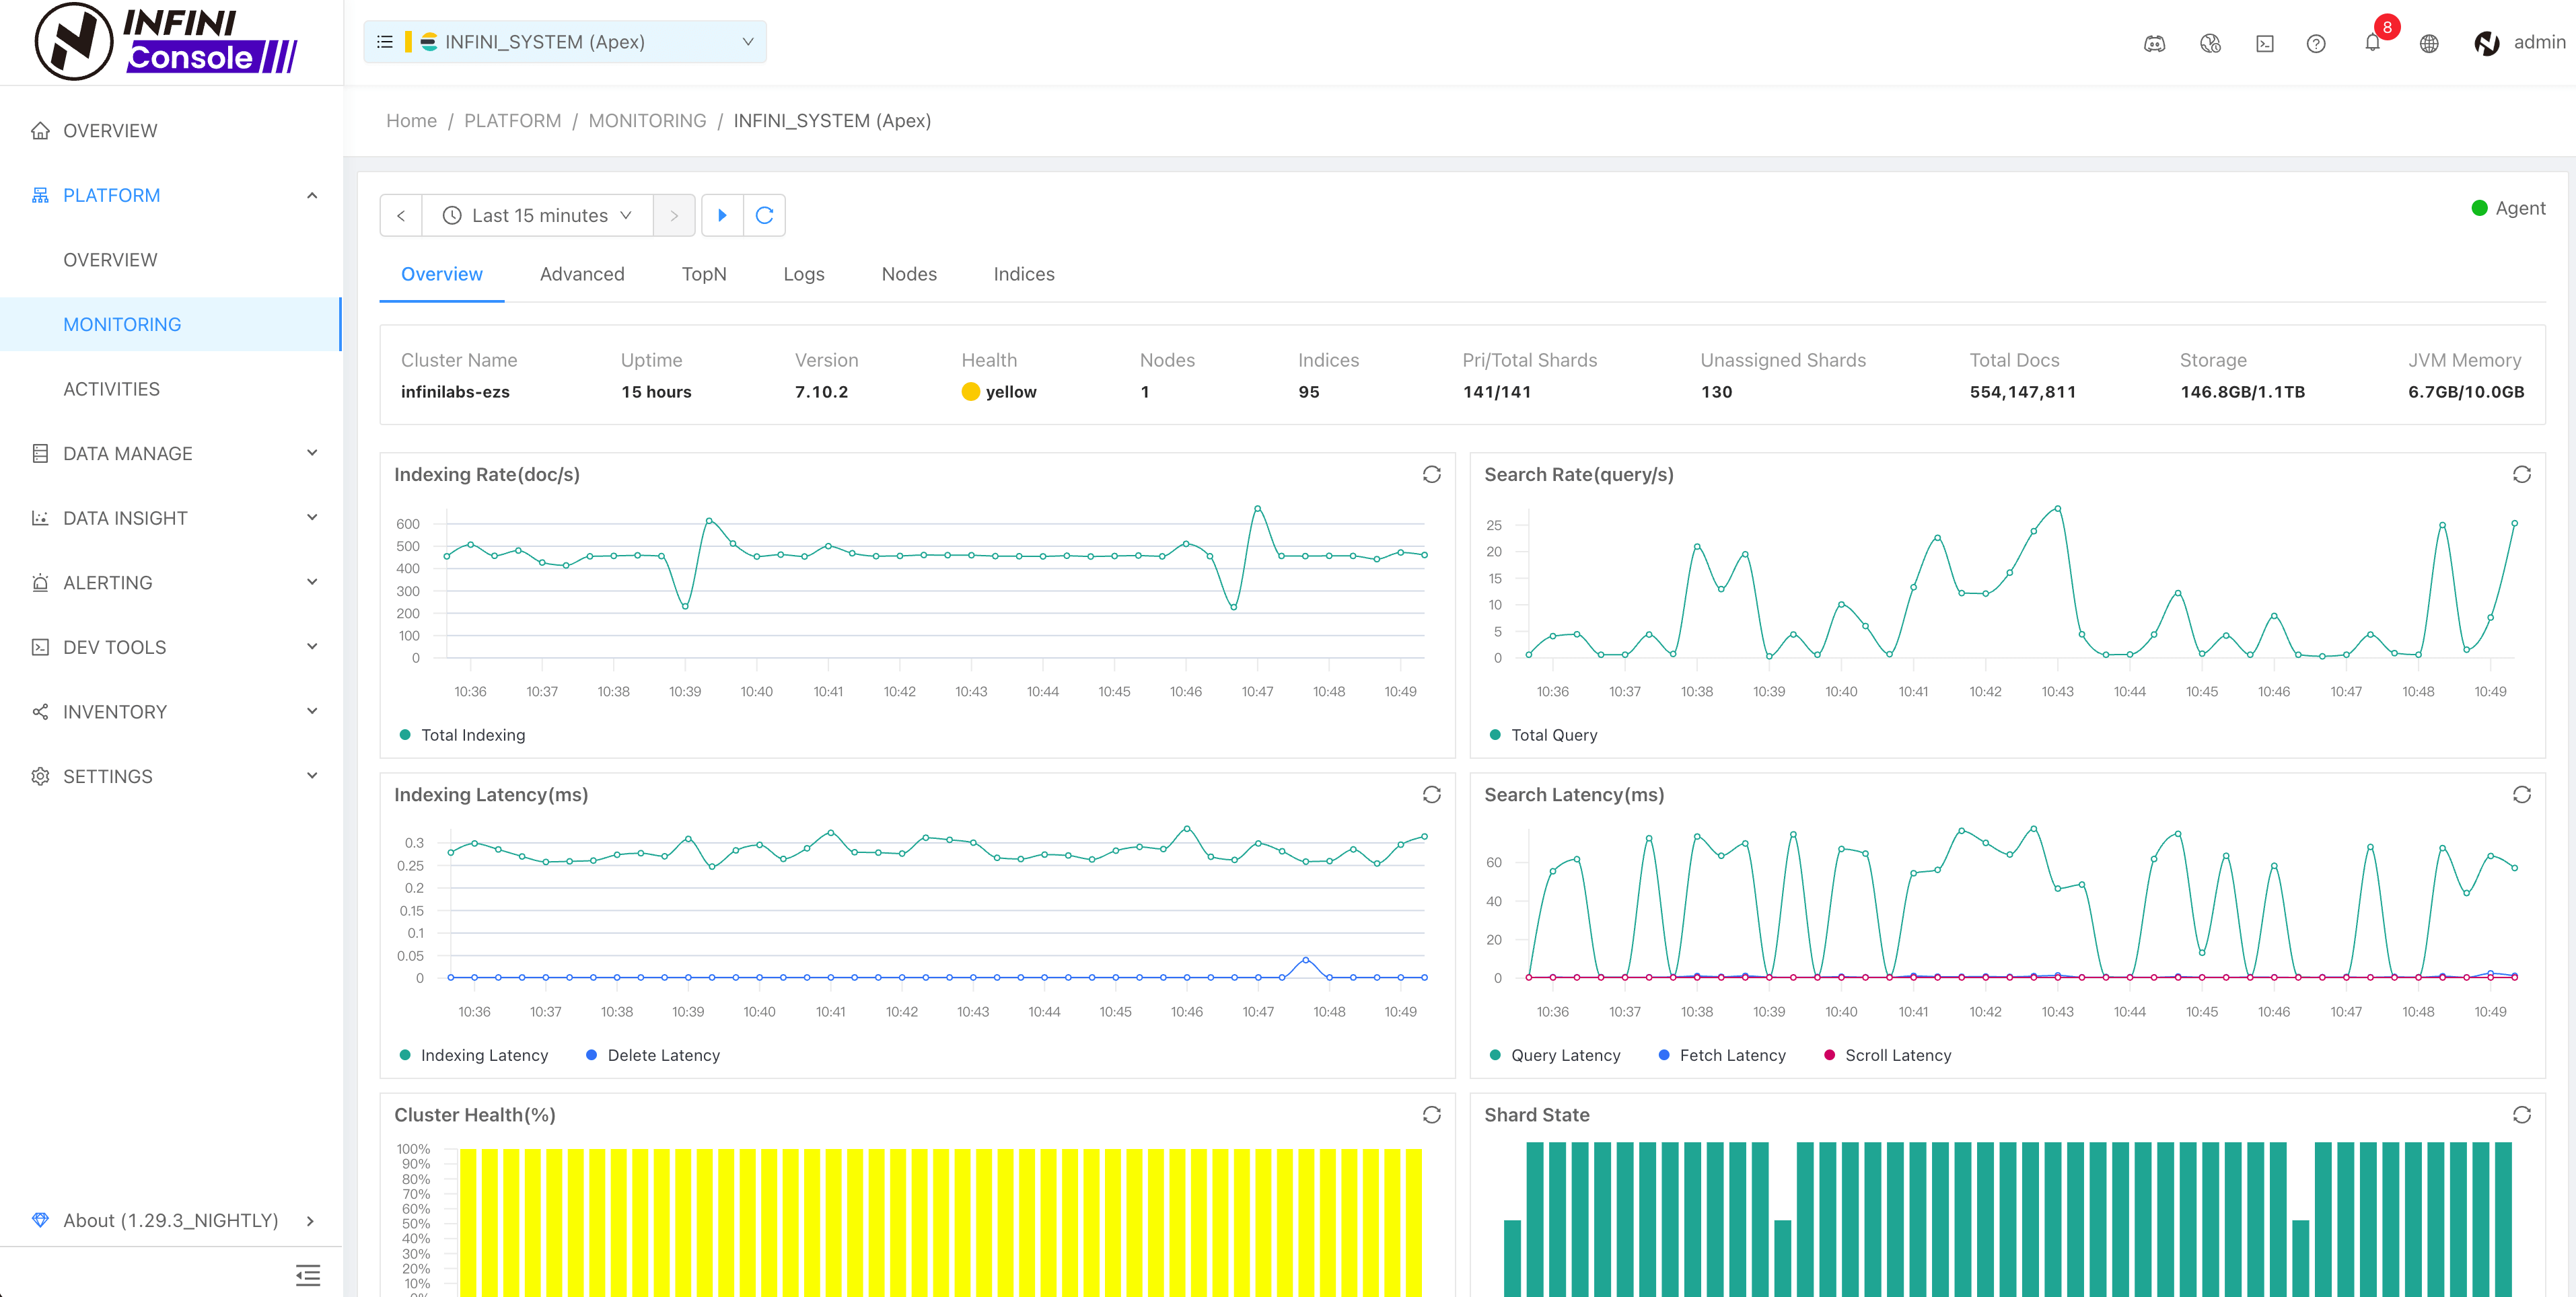 INFINI
Console
INFINI_SYSTEM (Apex)
8
admin
OVERVIEW
PLATFORM
OVERVIEW
MONITORING
ACTIVITIES
DATA MANAGE
DATA INSIGHT
ALERTING
DEV TOOLS
INVENTORY
SETTINGS
About (1.29.3_NIGHTLY)
Home / PLATFORM / MONITORING / INFINI_SYSTEM (Apex)
Last 15 minutes
Agent
Overview Advanced TopN Logs Nodes Indices
Cluster Name Uptime Version Health Nodes Indices Pri/Total Shards Unassigned Shards Total Docs Storage JVM Memory
infinilabs-ezs 15 hours 7.10.2 yellow 1 95 141/141 130 554,147,811 146.8GB/1.1TB 6.7GB/10.0GB
Indexing Rate(doc/s)
600
500
400
300
200
100
0
10:36 10:37 10:38 10:39 10:40 10:41 10:42 10:43 10:44 10:45 10:46 10:47 10:48 10:49
Total Indexing
Search Rate(query/s)
25
20
15
10
5
0
10:36 10:37 10:38 10:39 10:40 10:41 10:42 10:43 10:44 10:45 10:46 10:47 10:48 10:49
Total Query
Indexing Latency(ms)
0.3
0.25
0.2
0.15
0.1
0.05
0
10:36 10:37 10:38 10:39 10:40 10:41 10:42 10:43 10:44 10:45 10:46 10:47 10:48 10:49
Indexing Latency Delete Latency
Search Latency(ms)
60
40
20
0
10:36 10:37 10:38 10:39 10:40 10:41 10:42 10:43 10:44 10:45 10:46 10:47 10:48 10:49
Query Latency Fetch Latency Scroll Latency
Cluster Health(%)
100%
90%
80%
70%
60%
50%
40%
30%
20%
10%
0%
Shard State